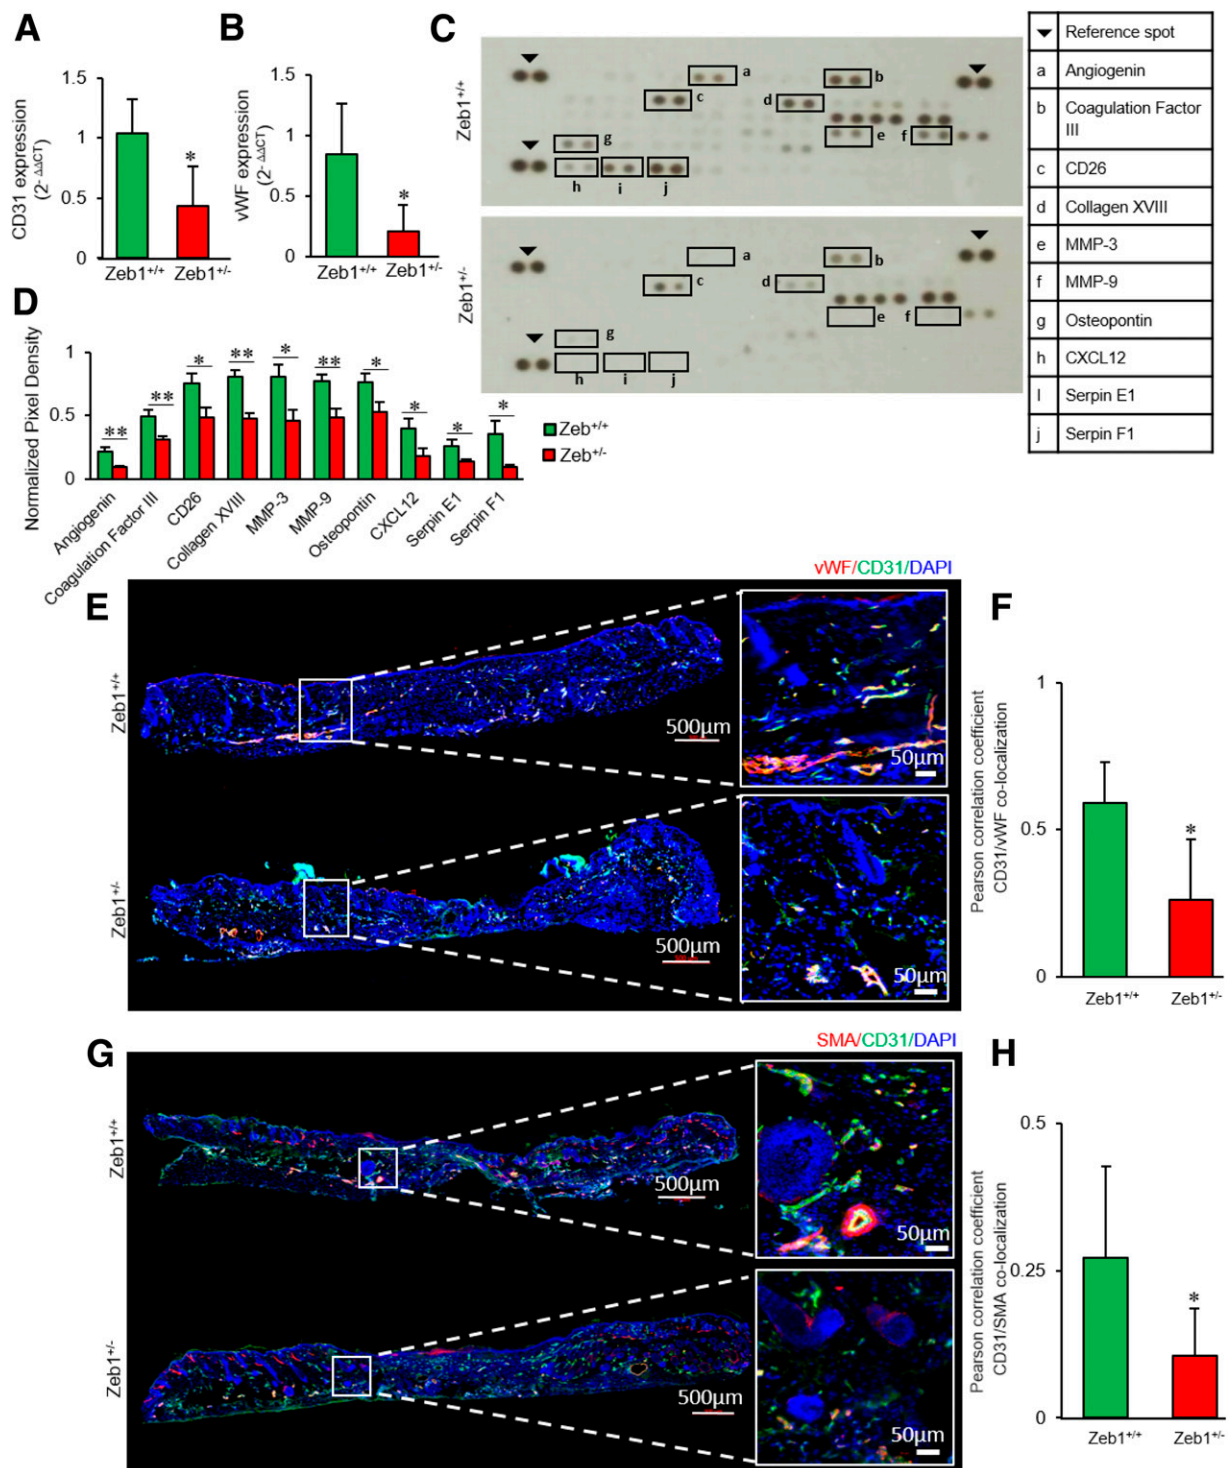 A
CD31 expression
(2- ΔΔCT)
1.5
1
0.5
0
*
Zeb1+/+
Zeb1+/-
B
vWF expression
(2- ΔΔCT)
1.5
1
0.5
0
*
Zeb1+/+
Zeb1+/-
C
Zeb1+/+
a
b
c
d
e
f
g
h
i
j
Zeb1+/-
a
b
c
d
e
f
g
h
i
j
Reference spot
a Angiogenin
b Coagulation Factor
III
c CD26
d Collagen XVIII
e MMP-3
f MMP-9
g Osteopontin
h CXCL12
I Serpin E1
j Serpin F1
D
Normalized Pixel Density
1
0.5
0
** ** * ** * ** * * * *
Zeb+/+
Zeb+/-
Angiogenin
Coagulation Factor III
CD26
Collagen XVIII
MMP-3
MMP-9
Osteopontin
CXCL12
Serpin E1
Serpin F1
E
vWF/CD31/DAPI
Zeb1+/+
500µm
50µm
Zeb1+/-
500µm
50µm
F
Pearson correlation coefficient
CD31/vWF co-localization
1
0.5
0
*
Zeb1+/+
Zeb1+/-
G
SMA/CD31/DAPI
Zeb1+/+
500µm
50µm
Zeb1+/-
500µm
50µm
H
Pearson correlation coefficient
CD31/SMA co-localization
0.5
0.25
0
*
Zeb1+/+
Zeb1+/-